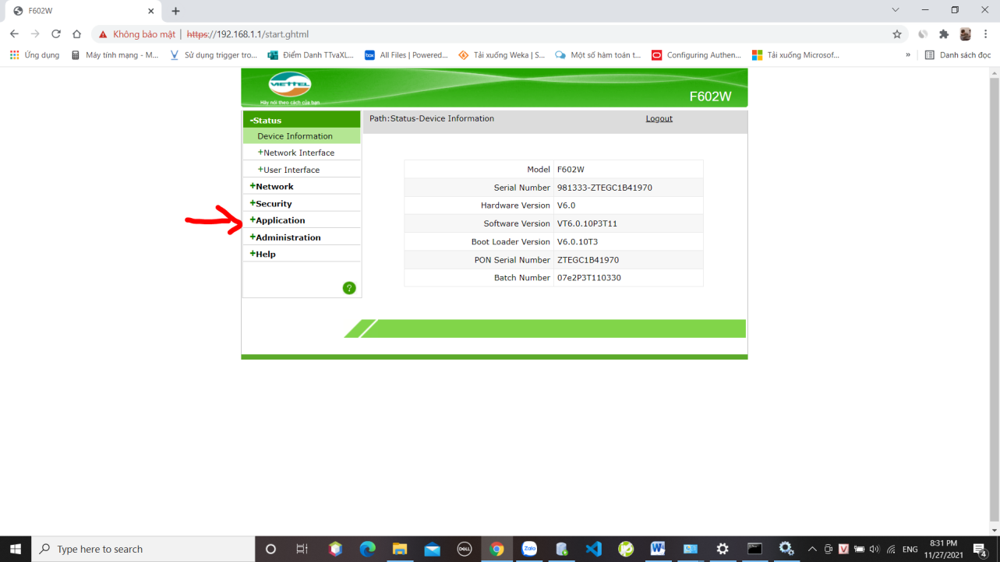 F602W
Không bảo mật | https://192.168.1.1/start.ghtml
Ứng dụng Máy tính mạng - M... Sử dụng trigger tro... Điểm Danh TTvaXL... All Files | Powered... Tải xuống Weka | S... Một số hàm toán t... Configuring Authen... Tải xuống Microsof... » Danh sách đọc
VIETTEL
Hãy nói theo cách của bạn
F602W
-Status
Path:Status-Device Information Logout
Device Information
+Network Interface
+User Interface
+Network
+Security
+Application
+Administration
+Help
?
Model F602W
Serial Number 981333-ZTEGC1B41970
Hardware Version V6.0
Software Version VT6.0.10P3T11
Boot Loader Version V6.0.10T3
PON Serial Number ZTEGC1B41970
Batch Number 07e2P3T110330
Type here to search
DELL
Zalo
ENG
8:31 PM
11/27/2021
4